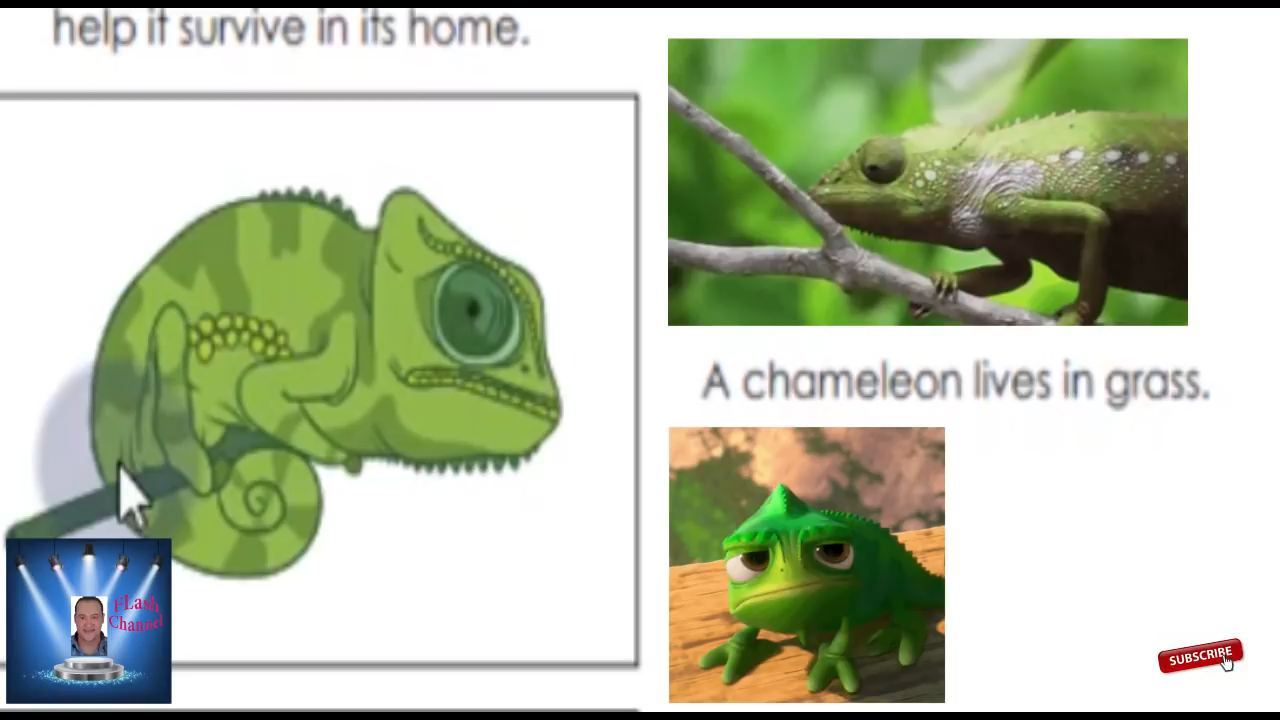 help it survive in its home.
A chameleon lives in grass.
FLash
Channel
SUBSCRIBE